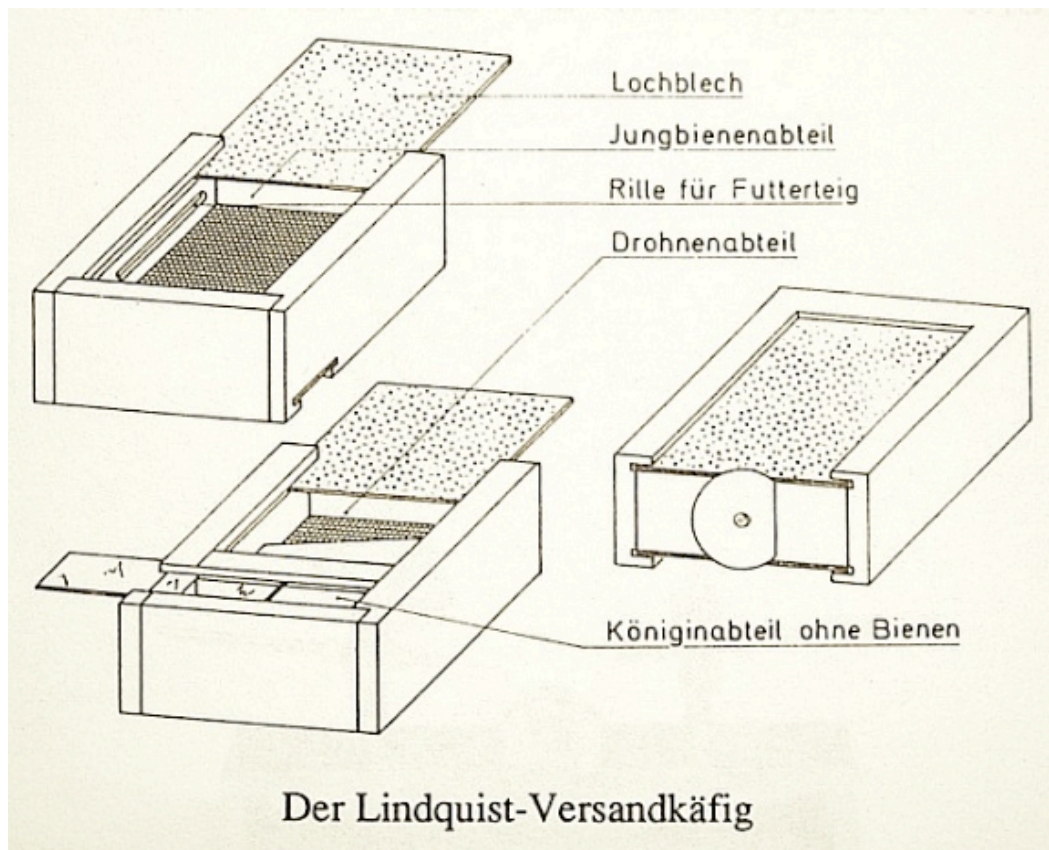 Lochblech
Jungbienenabteil
Rille für Futterteig
Drohnenabteil
Königinabteil ohne Bienen
Der Lindquist-Versandkäfig